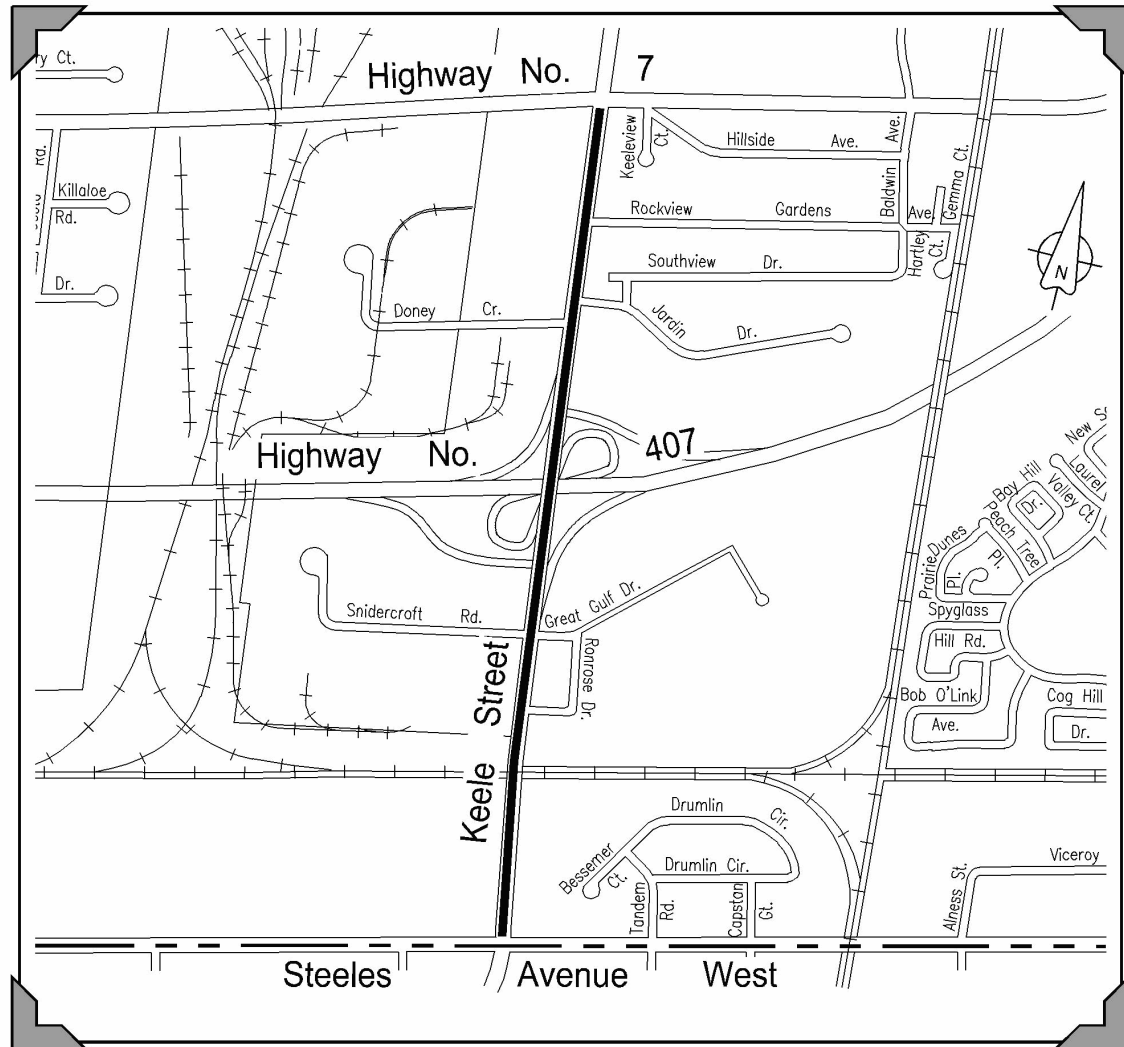 ry Ct.
Highway No. 7
Rd.
Killaloe
Rd.
Dr.
Keeleview
Ct.
Hillside Ave.
Ave.
Baldwin
Rockview Gardens
Ave.
Gemma Ct.
Hartley
Ct.
Southview Dr.
N
Doney Cr.
Jardin Dr.
Highway No. 407
New S
Laurel
Valley Ct.
Bay Hill
Dr.
Peach Tree
Pl.
Prairie Dunes
Pl.
Spyglass
Hill Rd.
Snidercroft Rd.
Great Gulf Dr.
Ronrose Dr.
Keele Street
Bob O'Link
Ave.
Cog Hill
Dr.
Drumlin Cir.
Bessemer
Ct.
Drumlin Cir.
Tandem
Rd.
Capstan
Gt.
Alness St.
Viceroy
Steeles Avenue West